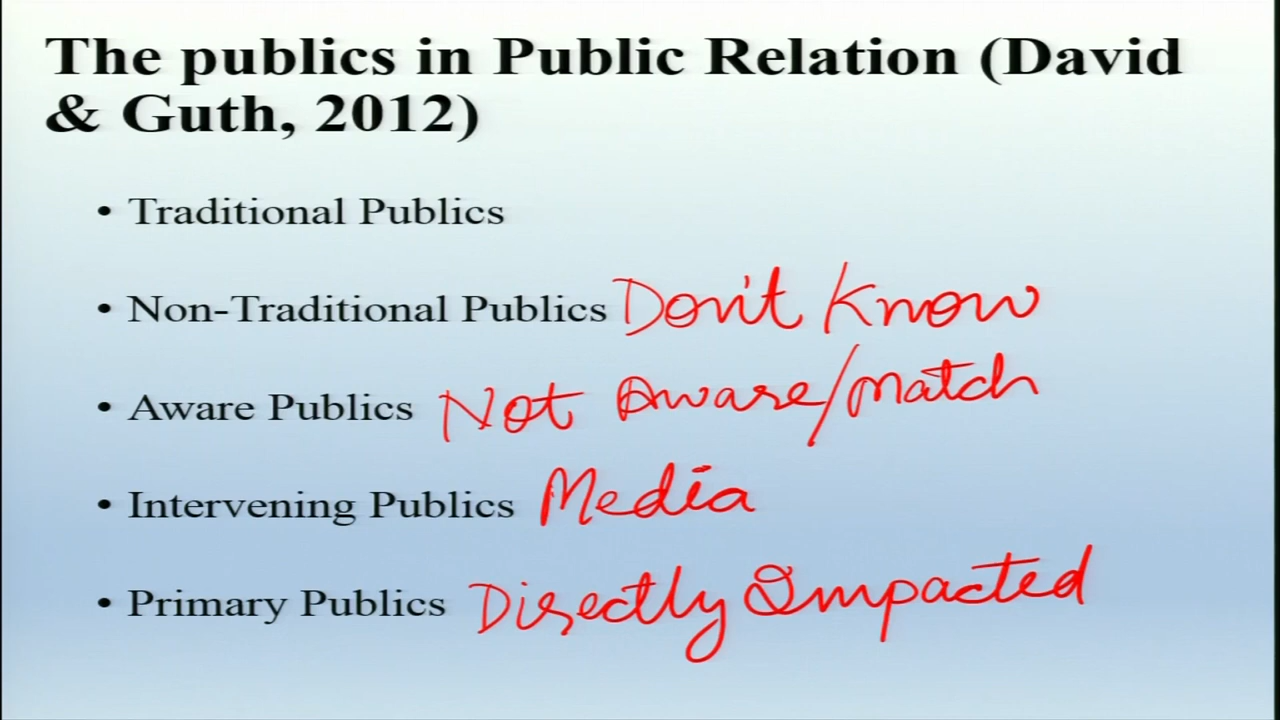 The publics in Public Relation (David
& Guth, 2012)
• Traditional Publics
• Non-Traditional Publics Don't Know
• Aware Publics Not Aware/Match
• Intervening Publics Media
• Primary Publics Directly Impacted